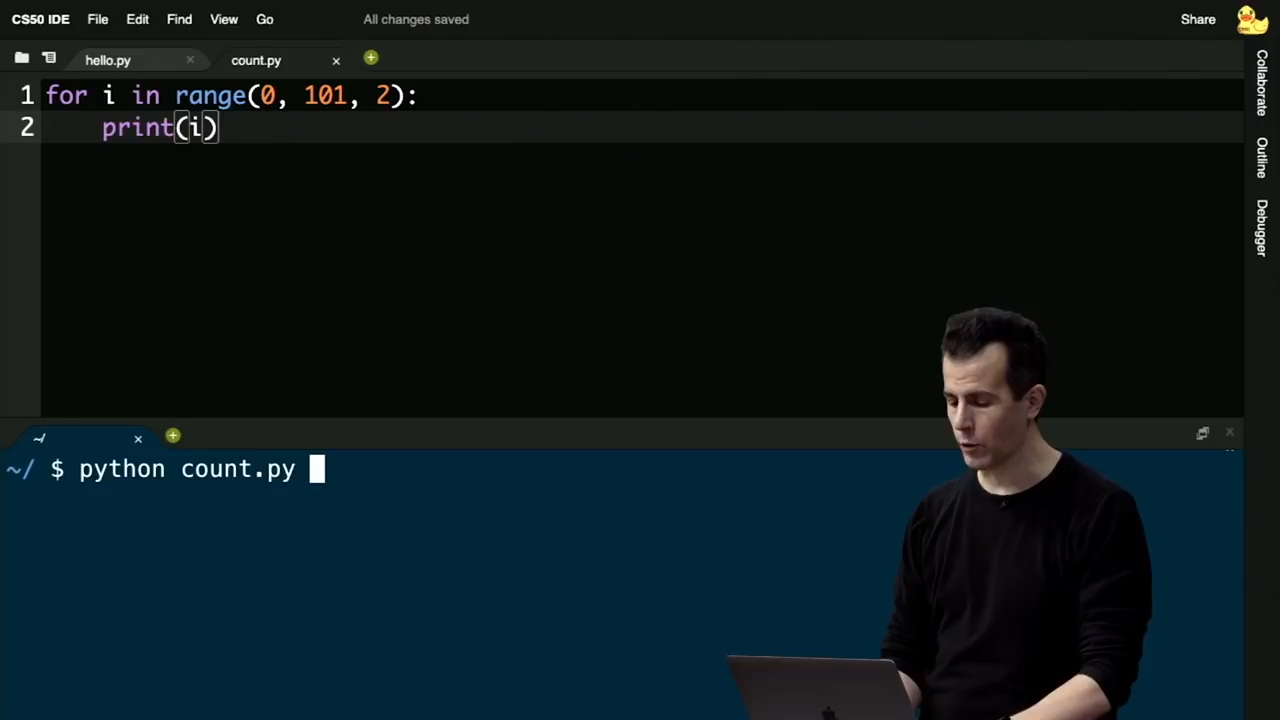 CS50 IDE File Edit Find View Go All changes saved Share
hello.py × count.py ×
1 for i in range(0, 101, 2):
2     print(i)
Collaborate
Outline
Debugger
~/ ×
~/ $ python count.py